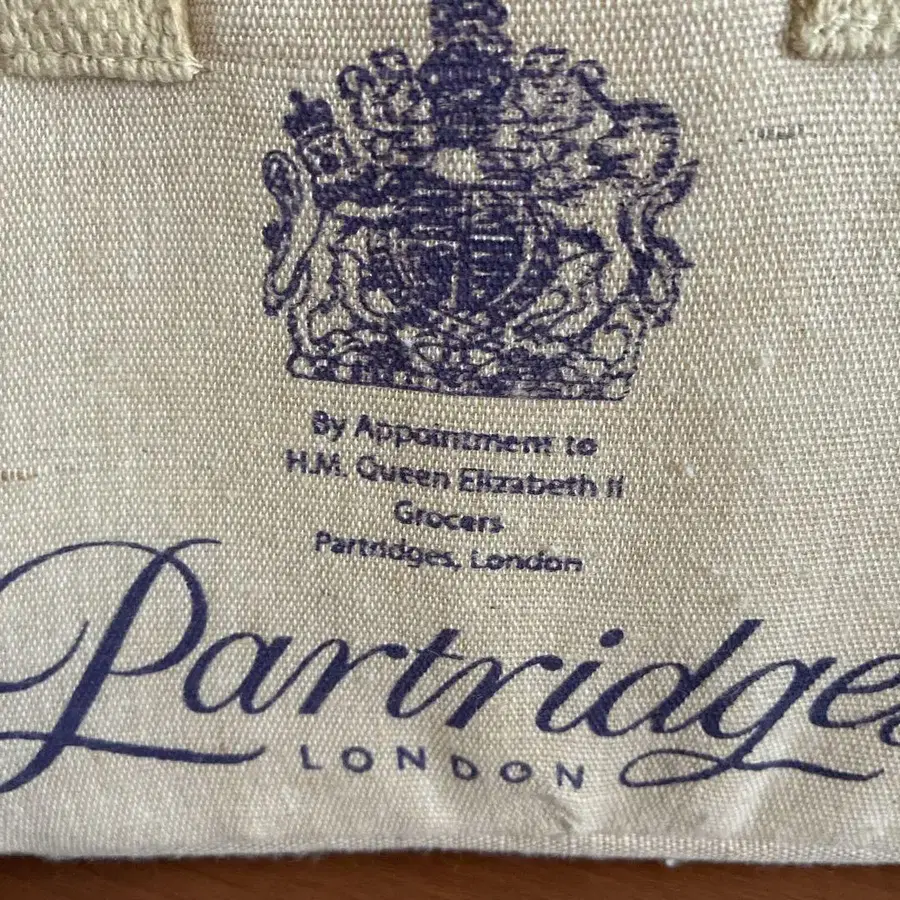 By Appointment to
H.M. Queen Elizabeth II
Grocers
Partridges, London
Partridges
LONDON